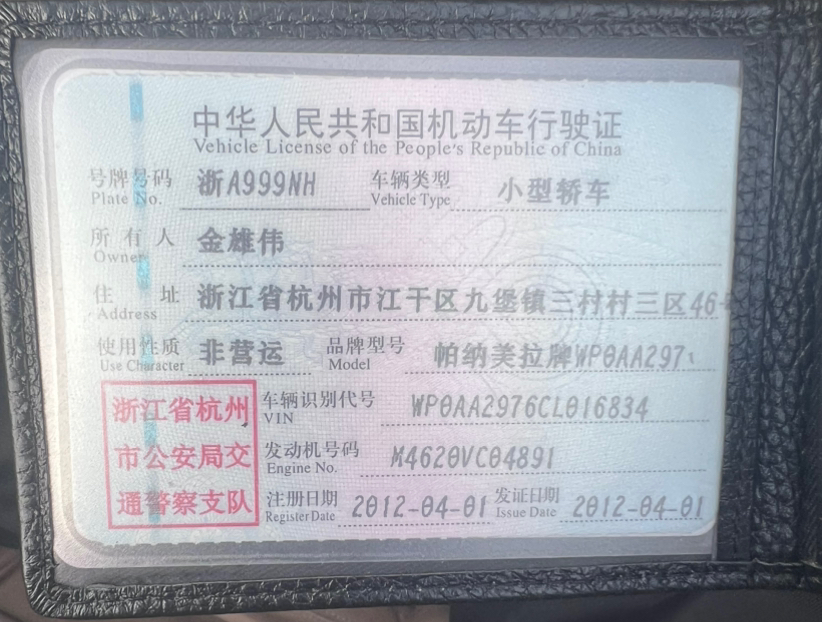 中华人民共和国机动车行驶证
Vehicle License of the People's Republic of China
号牌号码 浙A999NH 车辆类型 小型轿车
Plate No. Vehicle Type
所有人 金雄伟
Owner
住址 浙江省杭州市江干区九堡镇三村村三区46
Address
使用性质 非营运 品牌型号 帕纳美拉牌WP0AA297
Use Character Model
浙江省杭州 车辆识别代号 WP0AA2976CL016834
VIN
市公安局交 发动机号码 M4620VC04891
Engine No.
通警察支队 注册日期 2012-04-01 发证日期 2012-04-01
Register Date Issue Date